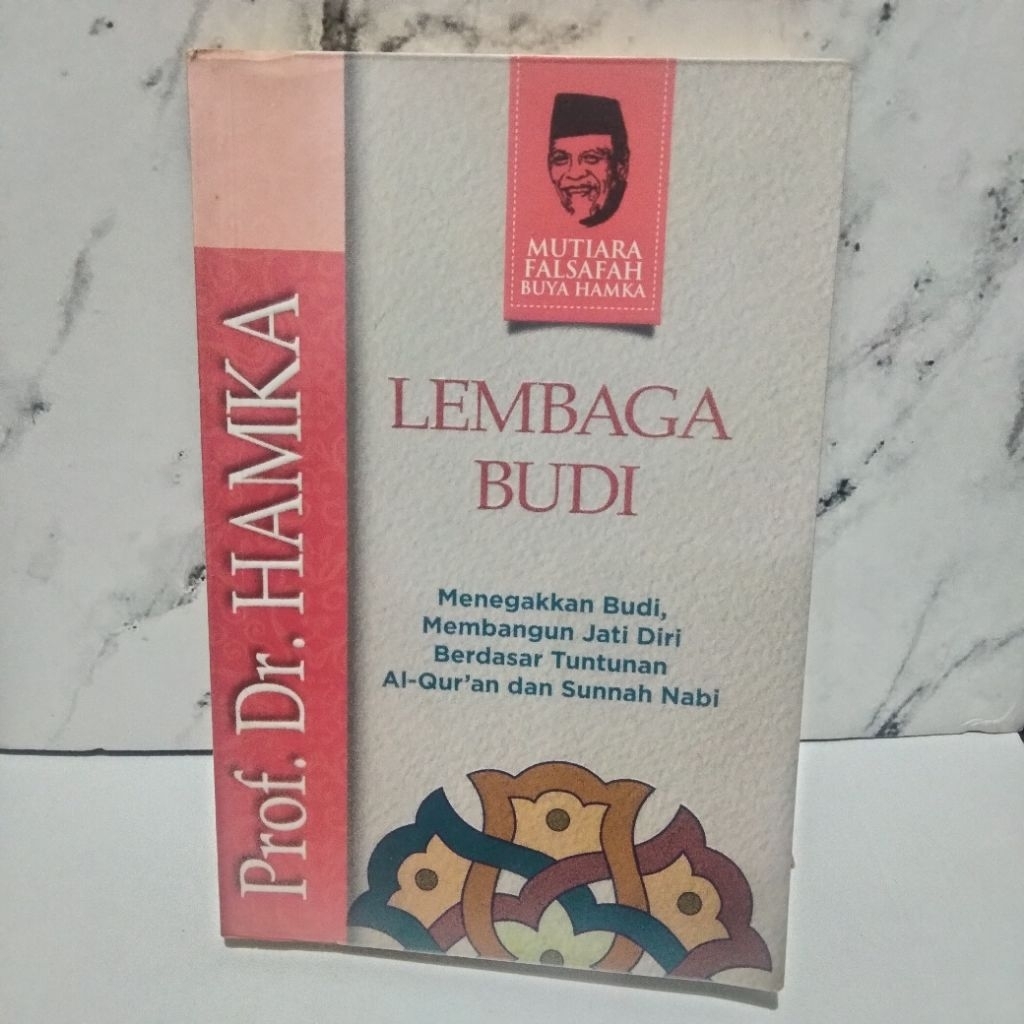 MUTIARA
FALSAFAH
BUYA HAMKA
LEMBAGA
BUDI
Menegakkan Budi,
Membangun Jati Diri
Berdasar Tuntunan
Al-Qur'an dan Sunnah Nabi
Prof. Dr. HAMKA